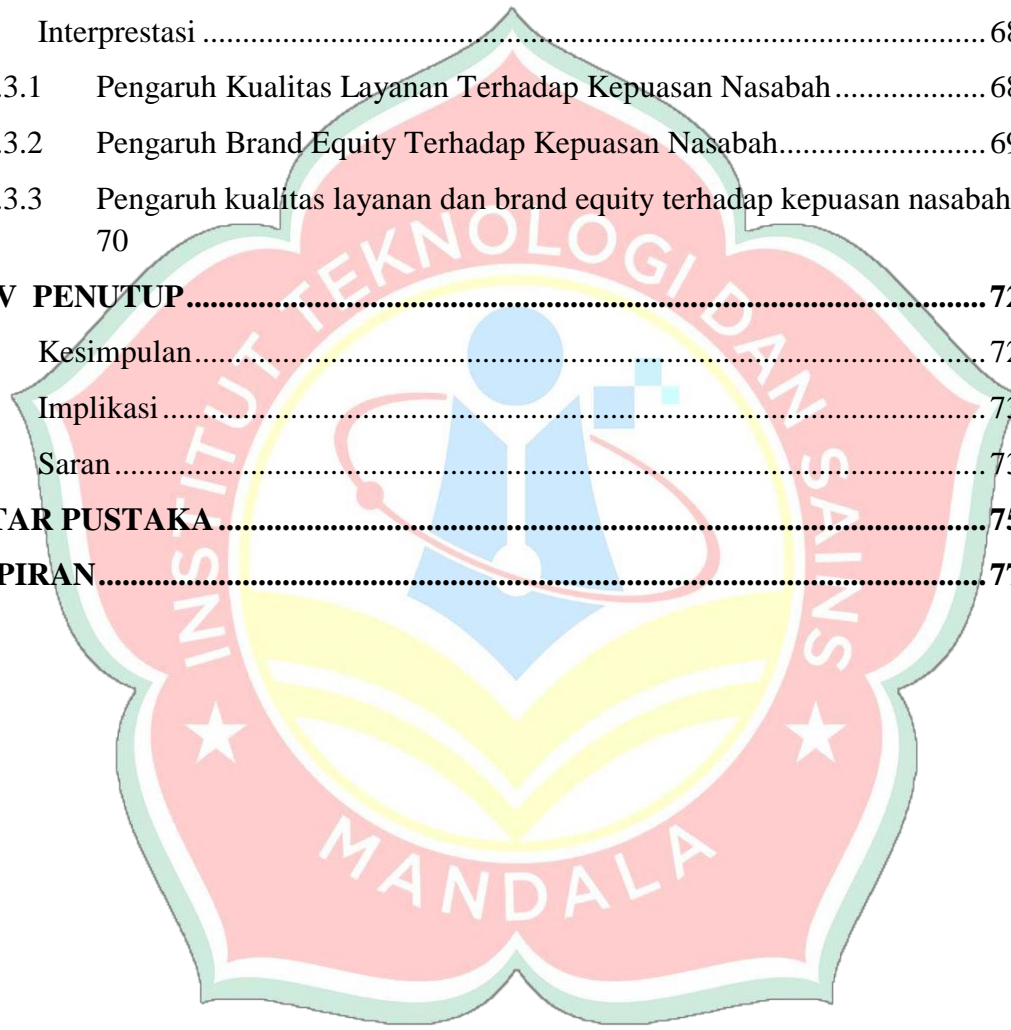 Interprestasi ........ 68
.3.1 Pengaruh Kualitas Layanan Terhadap Kepuasan Nasabah ........ 68
.3.2 Pengaruh Brand Equity Terhadap Kepuasan Nasabah ........ 69
.3.3 Pengaruh kualitas layanan dan brand equity terhadap kepuasan nasabah
70
V PENUTUP ........ 72
Kesimpulan ........ 72
Implikasi ........ 73
Saran ........ 73
TAR PUSTAKA ........ 75
PIRAN ........ 77
INSTITUT TEKNOLOGI DAN SAINS
MANDALA